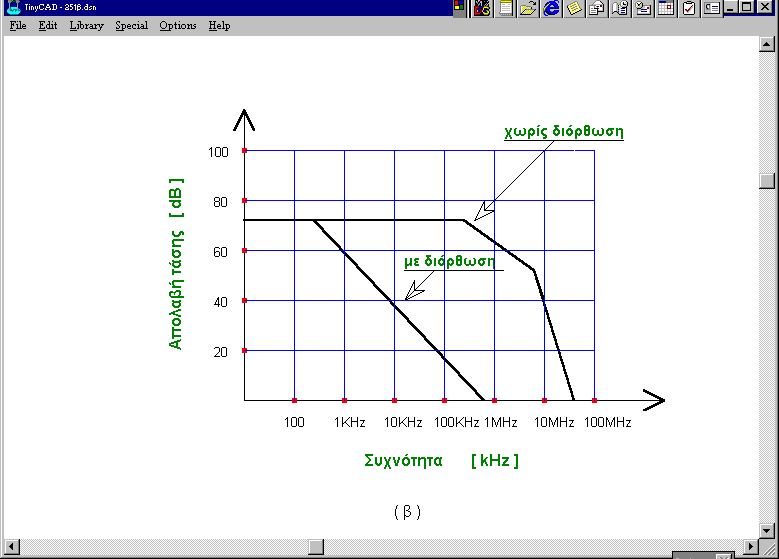 TinyCAD - 2516.dsn
File Edit Library Special Options Help
χωρίς διόρθωση
100
80
60
40
20
Απολαβή τάσης [ dB ]
με διόρθωση
100 1KHz 10KHz 100KHz 1MHz 10MHz 100MHz
Συχνότητα [ kHz ]
( β )